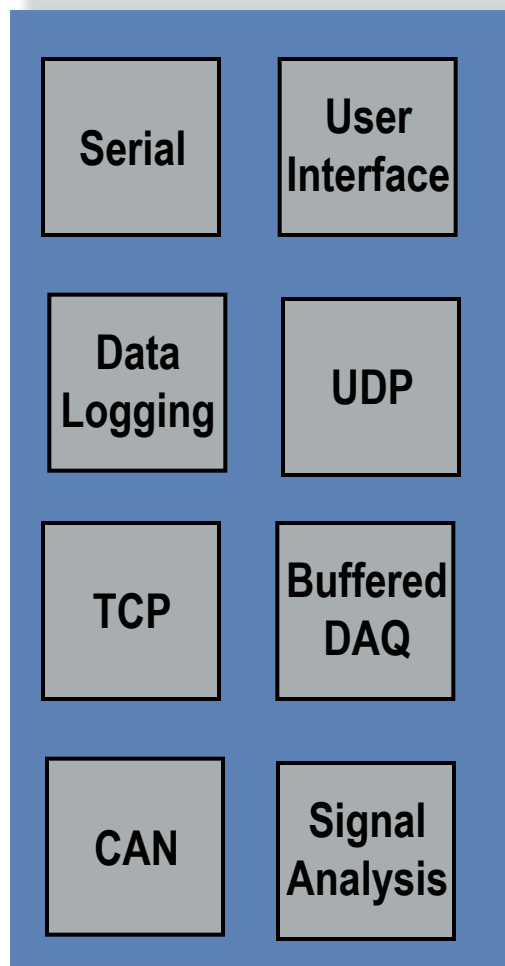 Serial
User
Interface
Data
Logging
UDP
TCP
Buffered
DAQ
CAN
Signal
Analysis